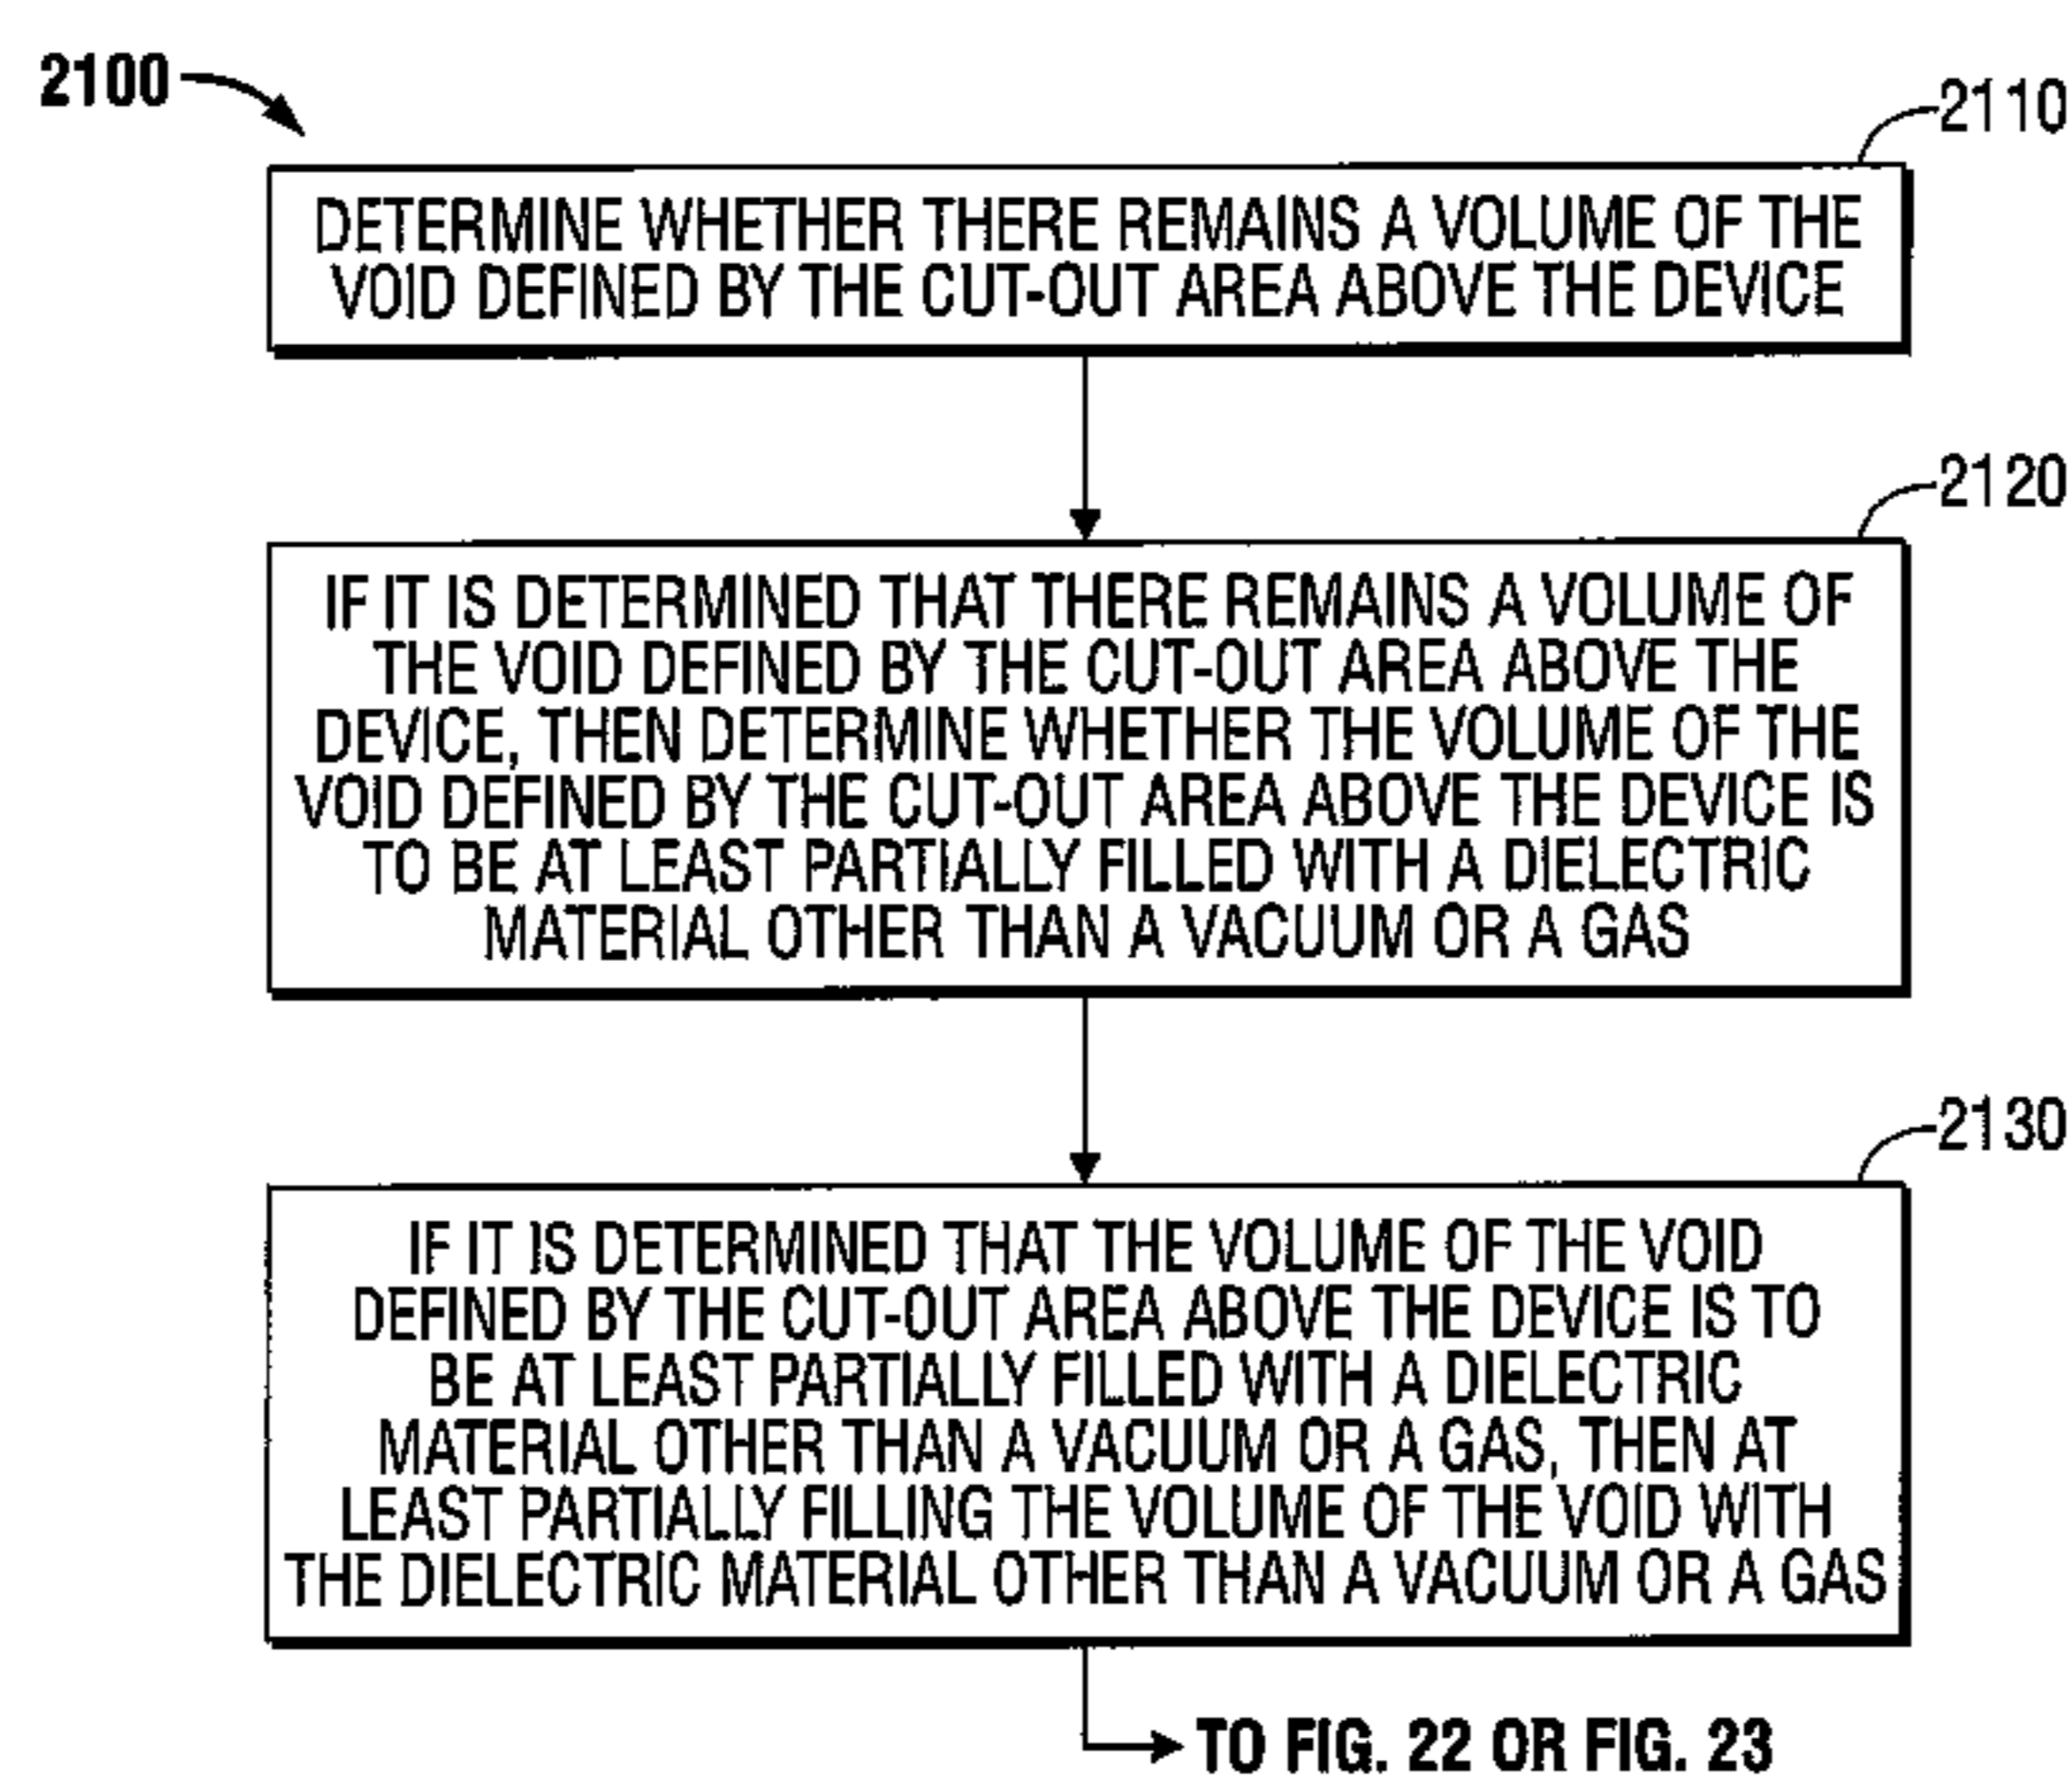 2100
2110
DETERMINE WHETHER THERE REMAINS A VOLUME OF THE
VOID DEFINED BY THE CUT-OUT AREA ABOVE THE DEVICE
2120
IF IT IS DETERMINED THAT THERE REMAINS A VOLUME OF
THE VOID DEFINED BY THE CUT-OUT AREA ABOVE THE
DEVICE, THEN DETERMINE WHETHER THE VOLUME OF THE
VOID DEFINED BY THE CUT-OUT AREA ABOVE THE DEVICE IS
TO BE AT LEAST PARTIALLY FILLED WITH A DIELECTRIC
MATERIAL OTHER THAN A VACUUM OR A GAS
2130
IF IT IS DETERMINED THAT THE VOLUME OF THE VOID
DEFINED BY THE CUT-OUT AREA ABOVE THE DEVICE IS TO
BE AT LEAST PARTIALLY FILLED WITH A DIELECTRIC
MATERIAL OTHER THAN A VACUUM OR A GAS, THEN AT
LEAST PARTIALLY FILLING THE VOLUME OF THE VOID WITH
THE DIELECTRIC MATERIAL OTHER THAN A VACUUM OR A GAS
TO FIG. 22 OR FIG. 23